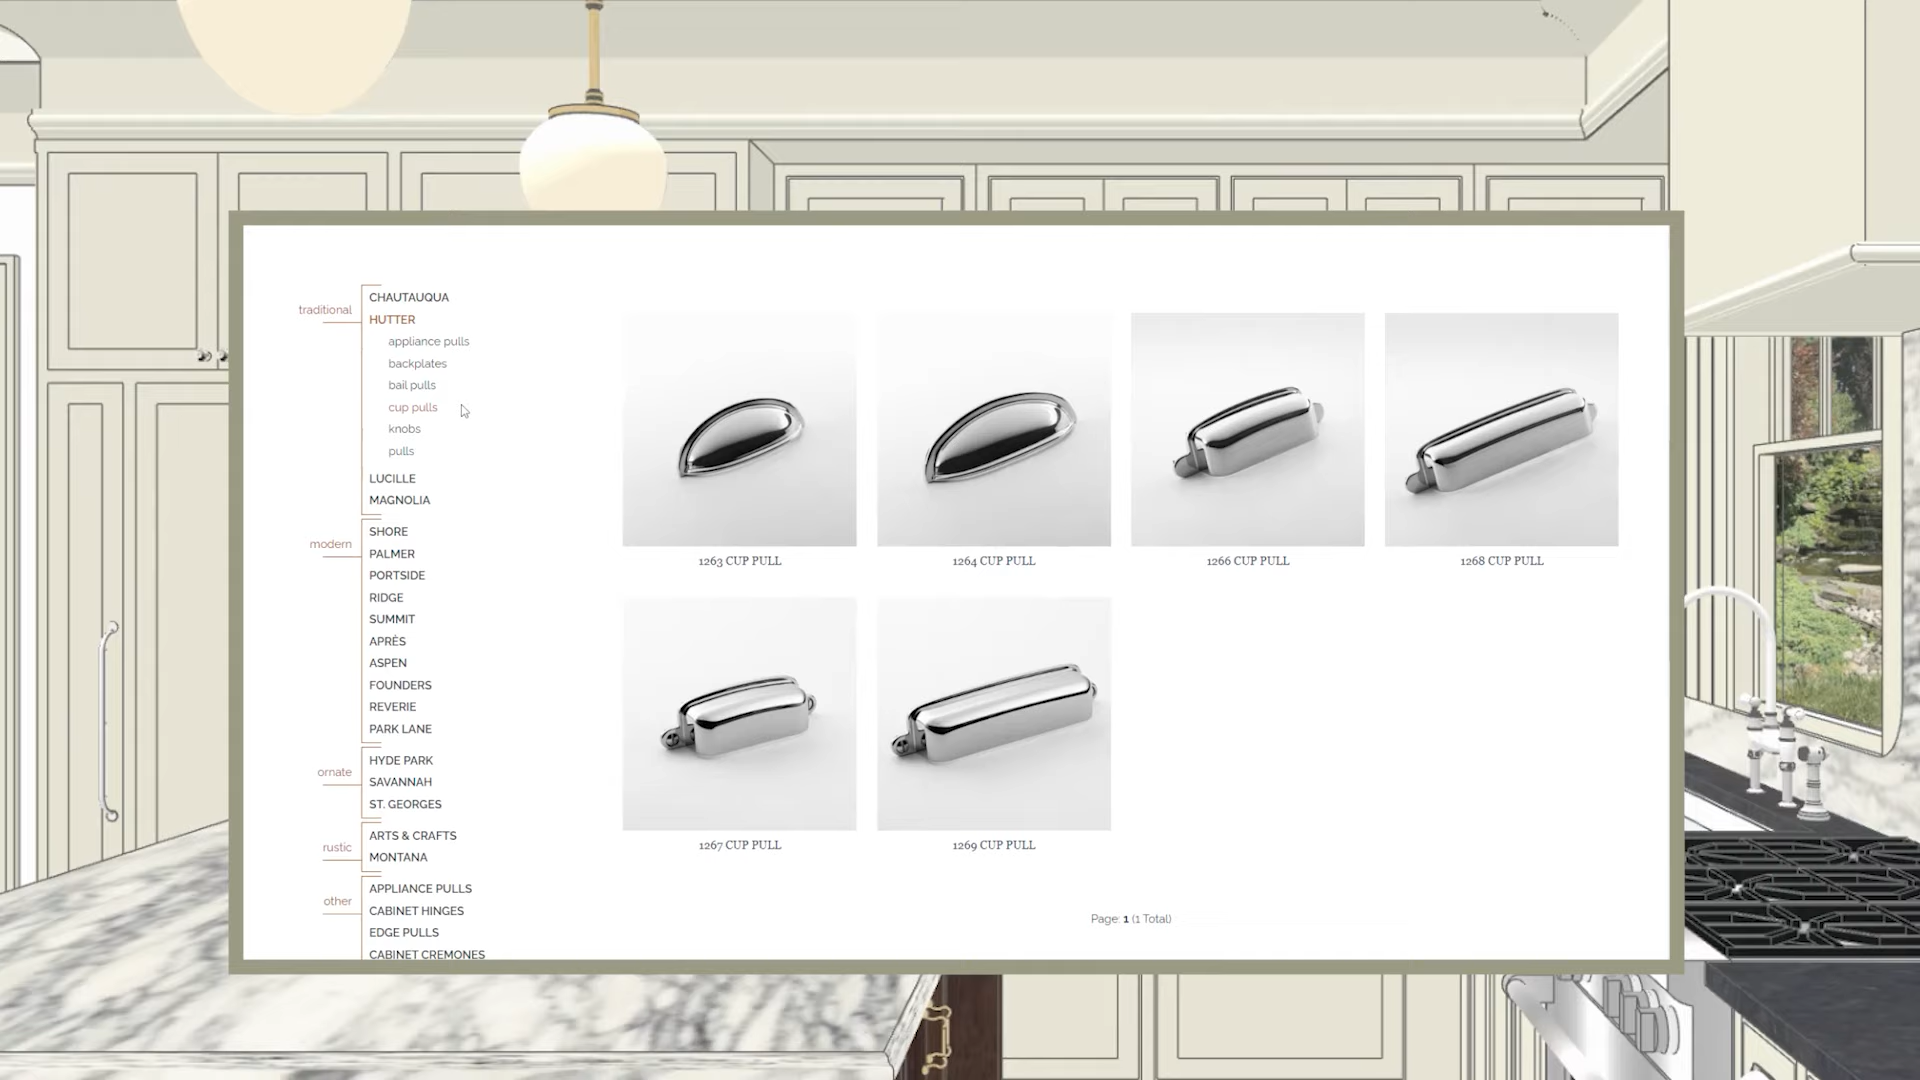 traditional
CHAUTAUQUA
HUTTER
appliance pulls
backplates
bail pulls
cup pulls
knobs
pulls
LUCILLE
MAGNOLIA
modern
SHORE
PALMER
PORTSIDE
RIDGE
SUMMIT
APRÈS
ASPEN
FOUNDERS
REVERIE
PARK LANE
ornate
HYDE PARK
SAVANNAH
ST. GEORGES
rustic
ARTS & CRAFTS
MONTANA
other
APPLIANCE PULLS
CABINET HINGES
EDGE PULLS
CABINET CREMONES
1263 CUP PULL
1264 CUP PULL
1266 CUP PULL
1268 CUP PULL
1267 CUP PULL
1269 CUP PULL
Page: 1 (1 Total)